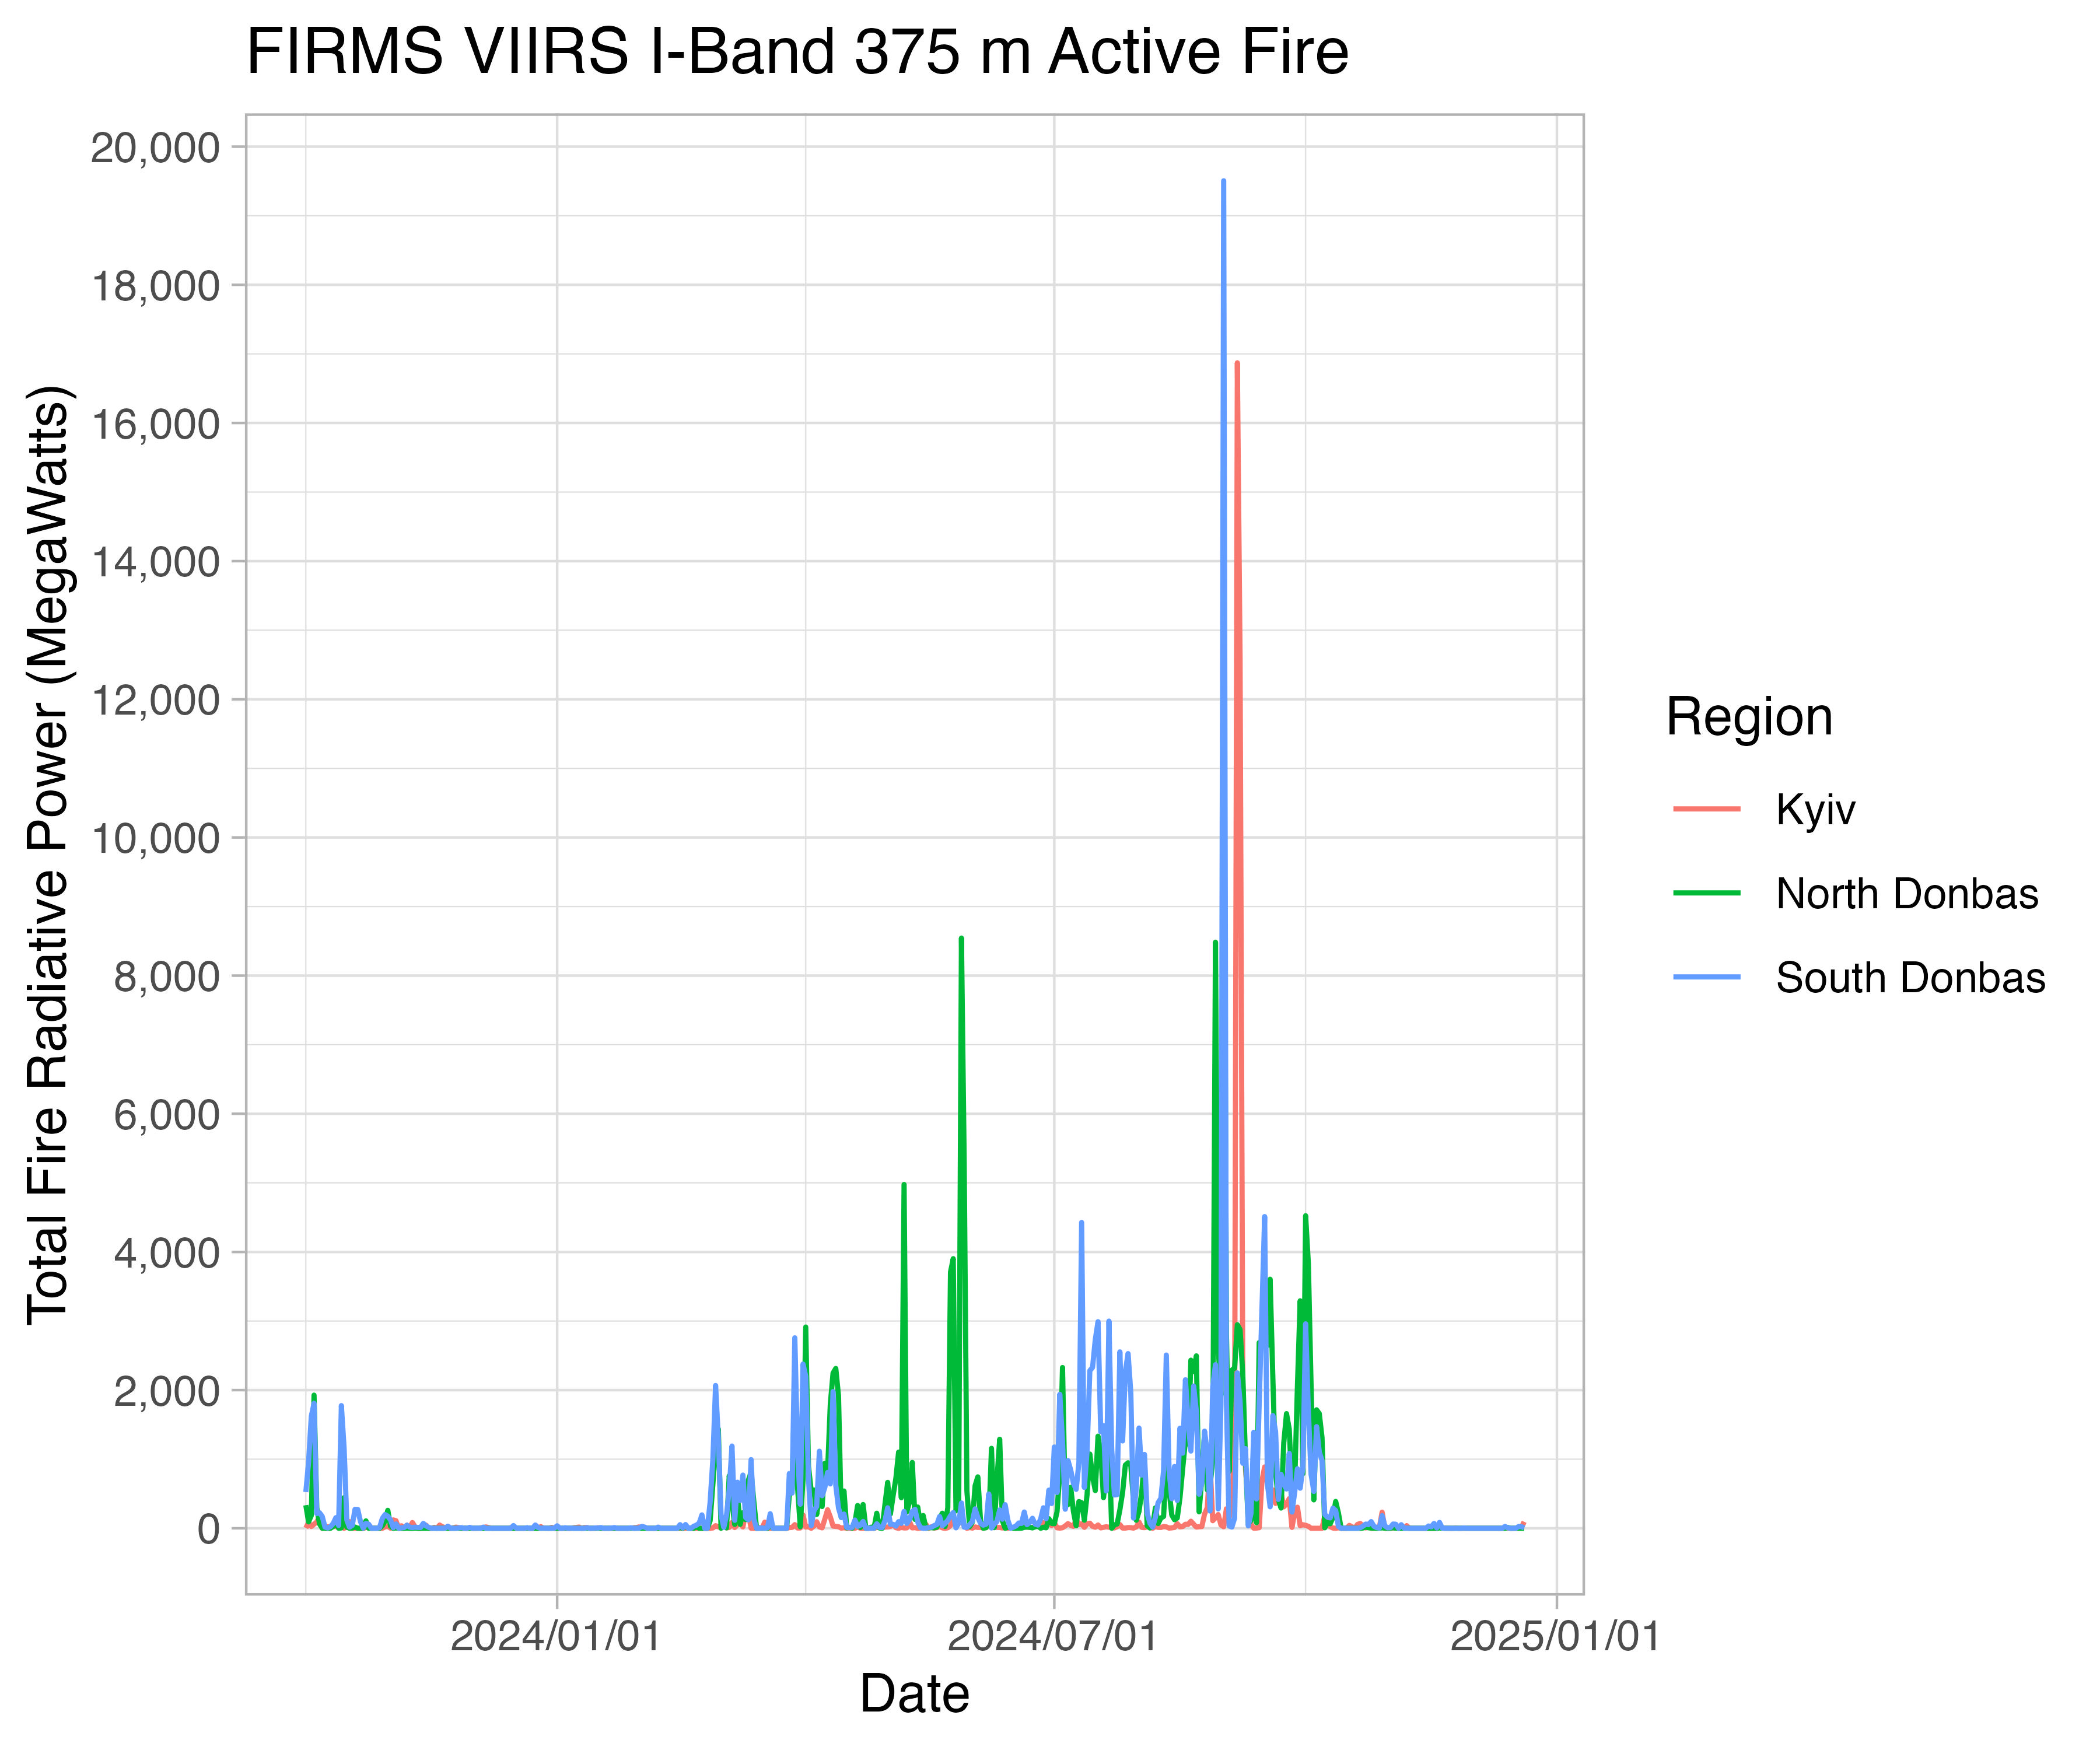 FIRMS VIIRS I-Band 375 m Active Fire
Total Fire Radiative Power (MegaWatts)
20,000
18,000
16,000
14,000
12,000
10,000
8,000
6,000
4,000
2,000
0
2024/01/01
2024/07/01
2025/01/01
Date
Region
Kyiv
North Donbas
South Donbas